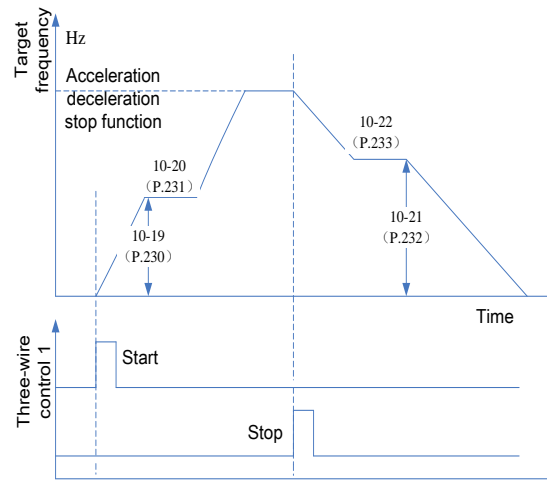 Target
frequency
Hz
Acceleration
deceleration
stop function
10-20
（P.231）
10-19
（P.230）
10-22
（P.233）
10-21
（P.232）
Time
Three-wire
control 1
Start
Stop